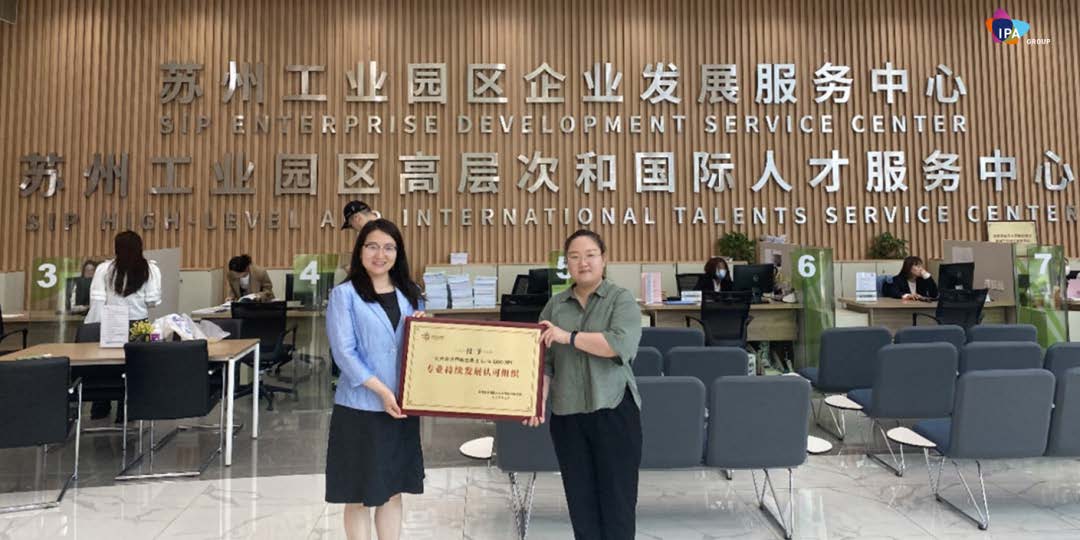 IPA
GROUP
苏州工业园区企业发展服务中心
SIP ENTERPRISE DEVELOPMENT SERVICE CENTER
苏州工业园区高层次和国际人才服务中心
SIP HIGH-LEVEL A INTERNATIONAL TALENTS SERVICE CENTER
3
4
5
6
7
授予
专业持续发展认可组织